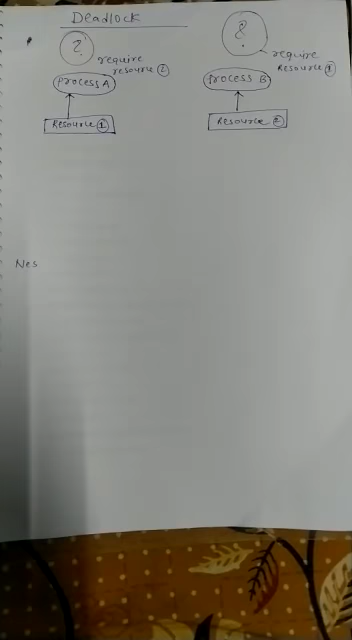 Deadlock
?
require
resource 2
Process A
Resource 1
?
require
Resource 1
Process B
Resource 2
Nes